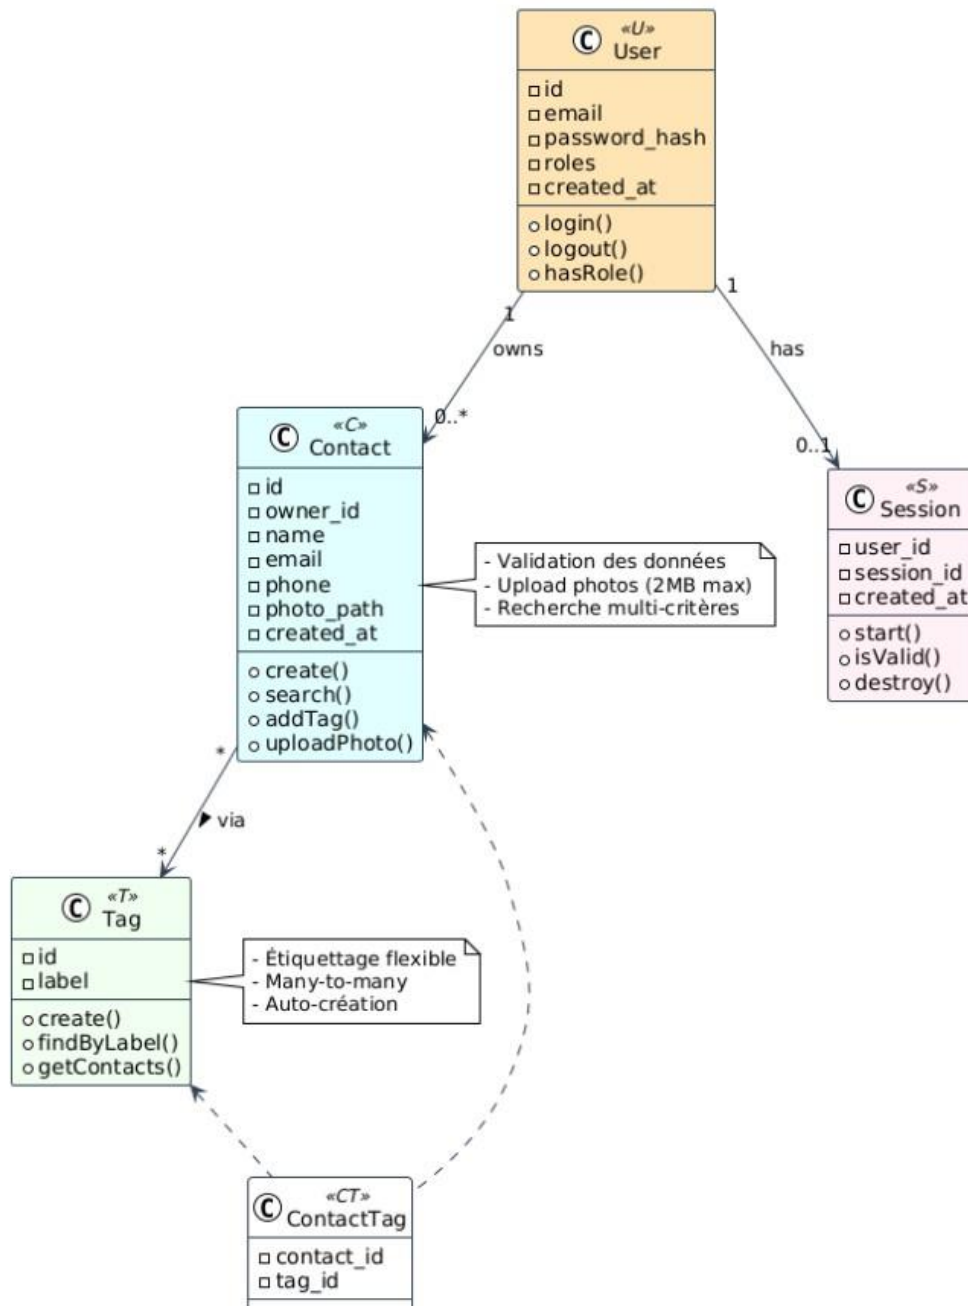 «U»
C User
id
email
password_hash
roles
created_at
login()
logout()
hasRole()
1
1
owns
has
0..*
0..1
«C»
C Contact
id
owner_id
name
email
phone
photo_path
created_at
create()
search()
addTag()
uploadPhoto()
- Validation des données
- Upload photos (2MB max)
- Recherche multi-critères
«S»
C Session
user_id
session_id
created_at
start()
isValid()
destroy()
*
via
*
«T»
C Tag
id
label
create()
findByLabel()
getContacts()
- Étiquettage flexible
- Many-to-many
- Auto-création
«CT»
C ContactTag
contact_id
tag_id